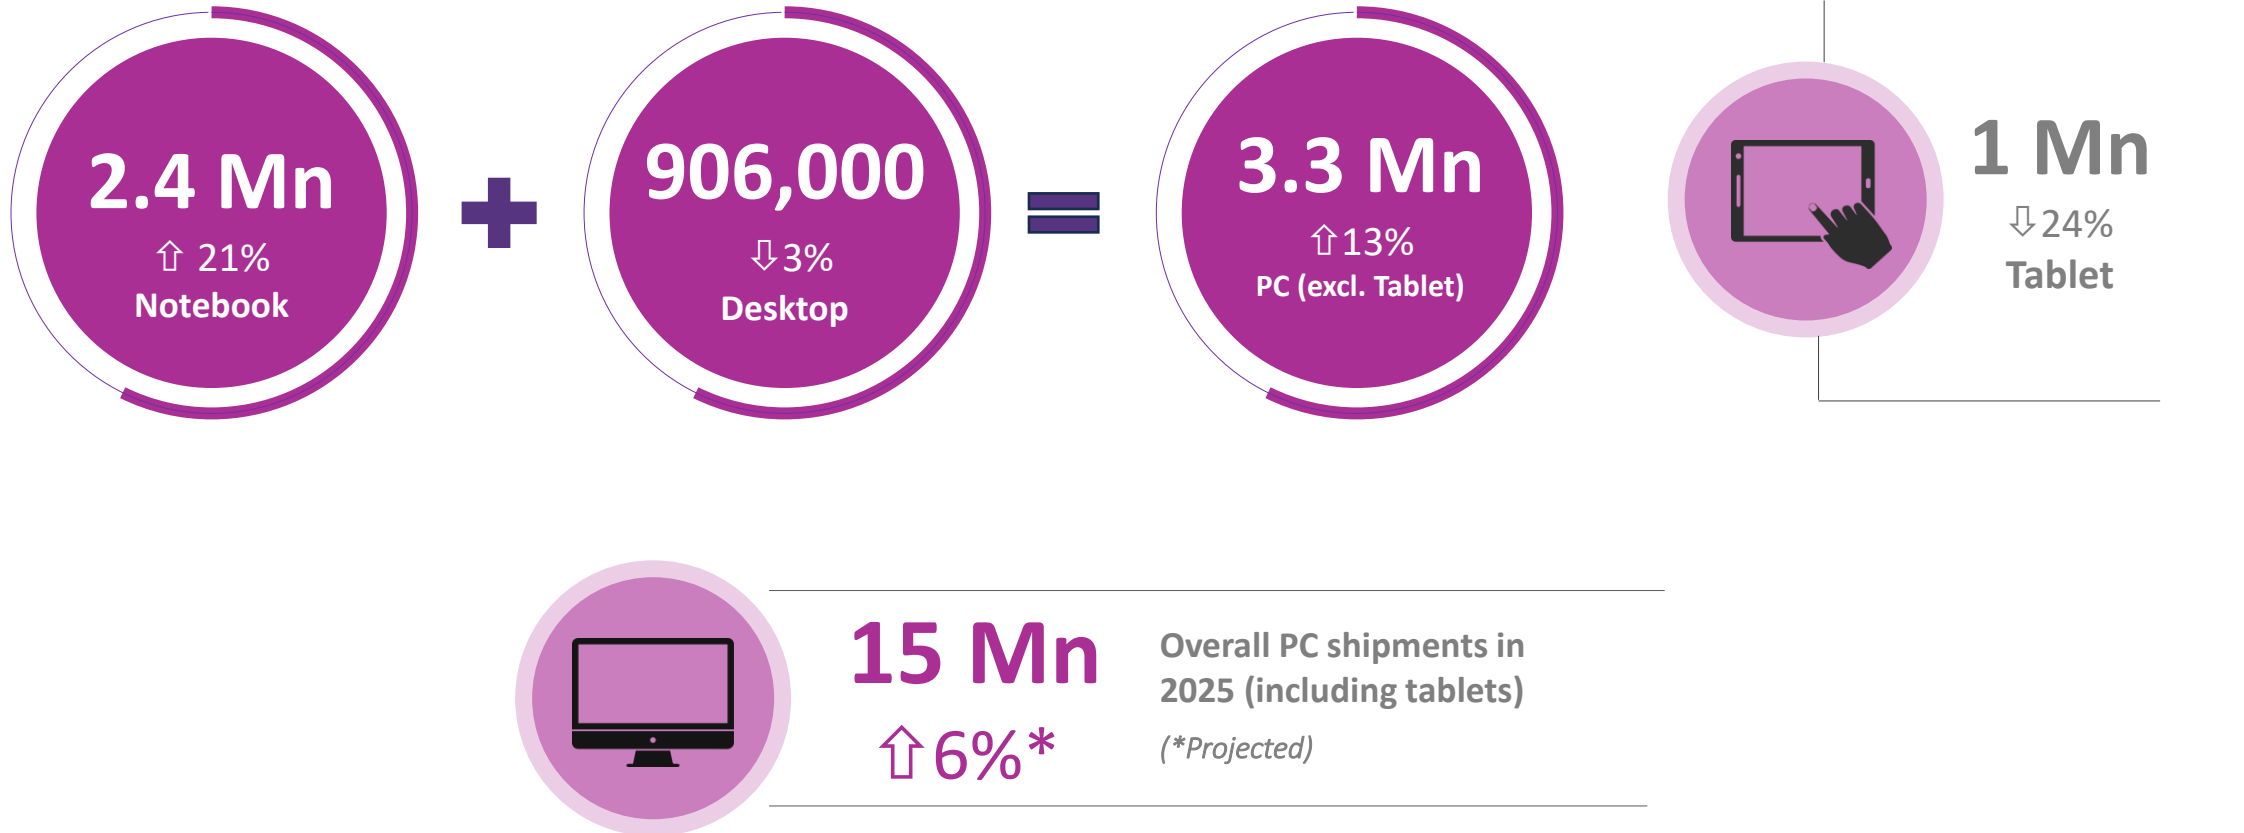 2.4 Mn
⇧ 21%
Notebook
906,000
⇩3%
Desktop
3.3 Mn
⇧13%
PC (excl. Tablet)
1 Mn
⇩24%
Tablet
15 Mn
⇧6%*
Overall PC shipments in
2025 (including tablets)
(*Projected)